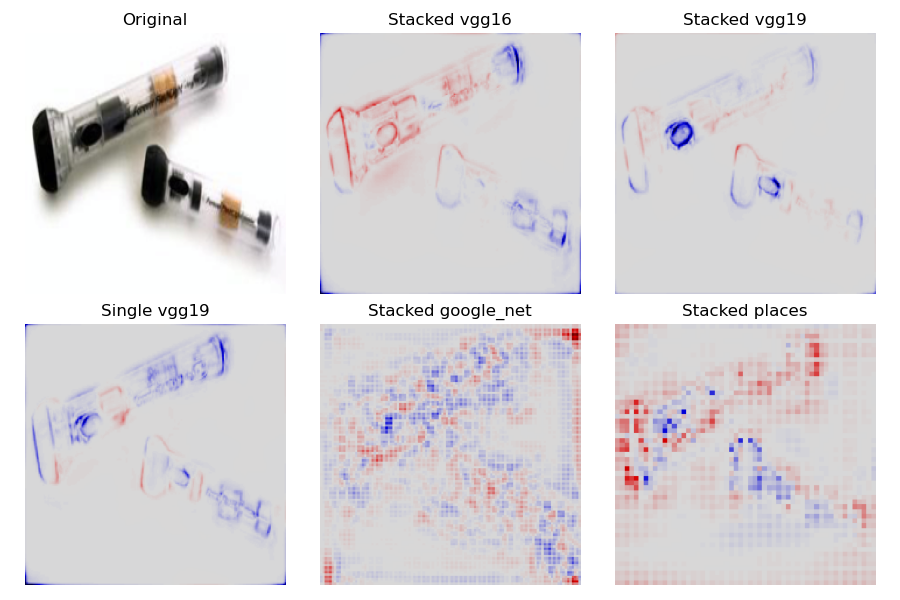 Original
Stacked vgg16
Stacked vgg19
Single vgg19
Stacked google_net
Stacked places